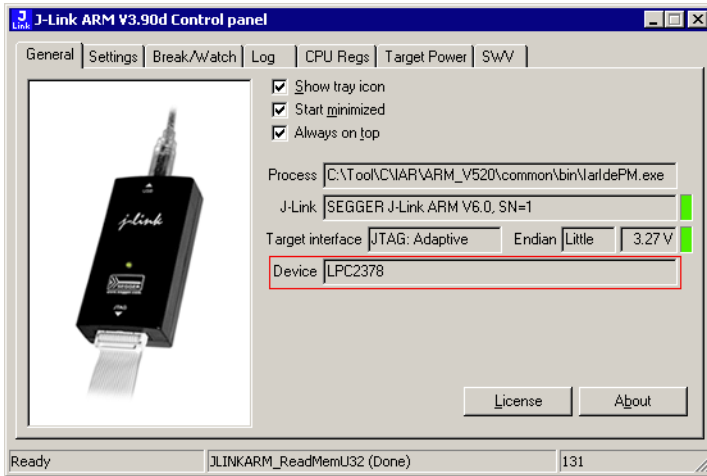 J-Link ARM V3.90d Control panel
General Settings Break/Watch Log CPU Regs Target Power SWV
Show tray icon
Start minimized
Always on top
Process C:\Tool\C\IAR\ARM_V520\common\bin\IarIdePM.exe
J-Link SEGGER J-Link ARM V6.0, SN=1
Target interface JTAG: Adaptive Endian Little 3.27 V
Device LPC2378
J-Link
JTAG
License About
Ready JLINKARM_ReadMemU32 (Done) 131